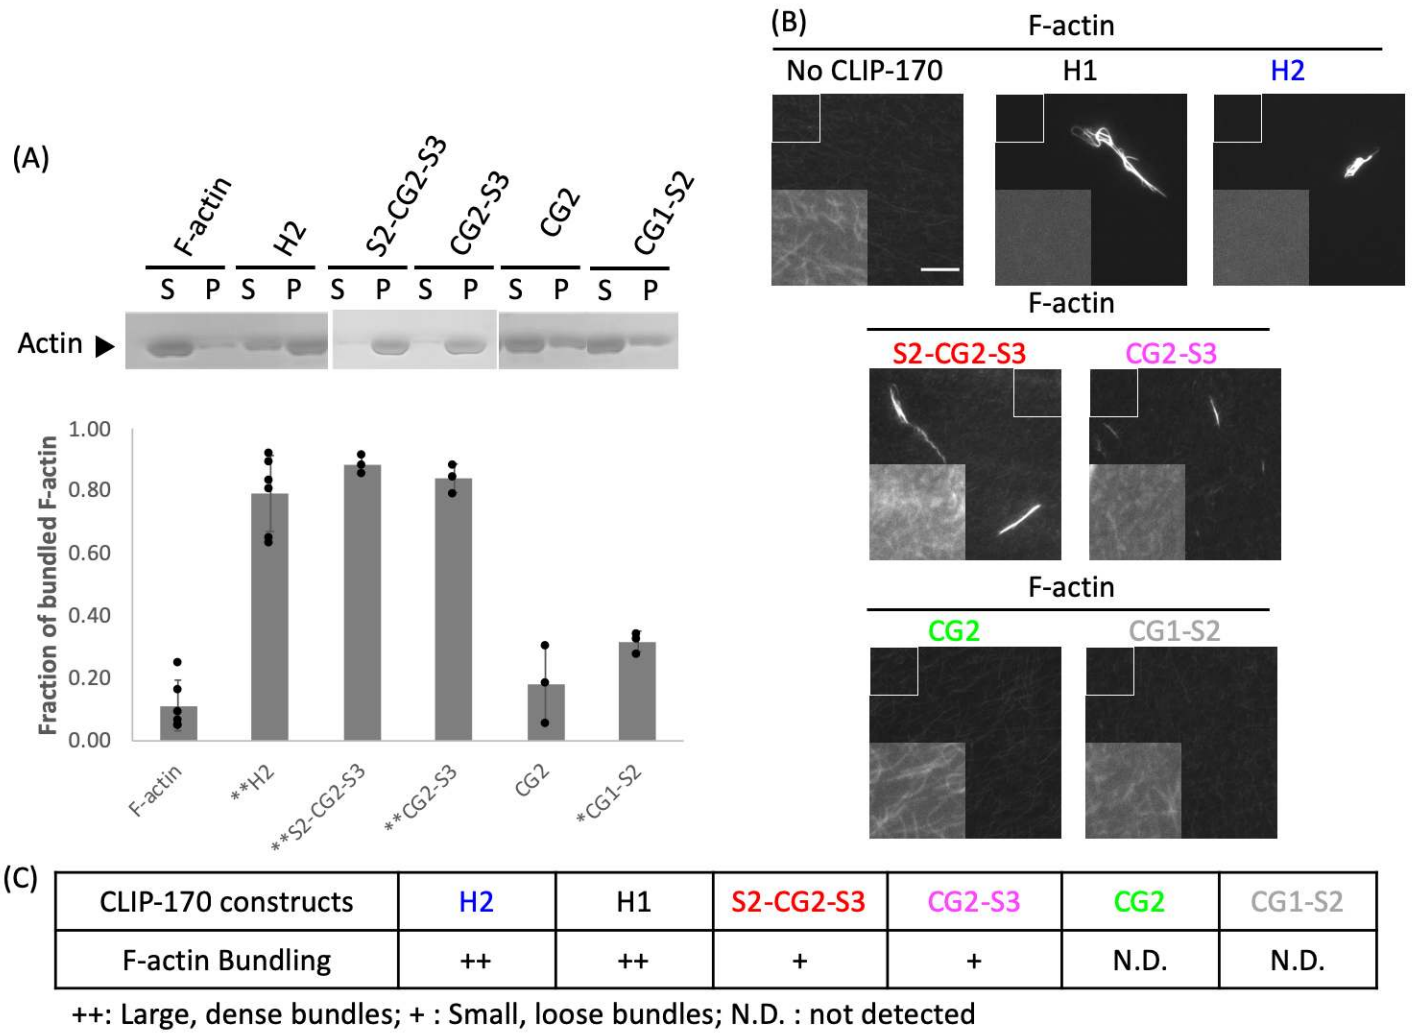 (A)
F-actin H2 S2-CG2-S3 CG2-S3 CG2 CG1-S2
S P S P S P S P S P S P
Actin
Fraction of bundled F-actin
1.00
0.80
0.60
0.40
0.20
0.00
F-actin **H2 **S2-CG2-S3 **CG2-S3 CG2 *CG1-S2
(B)
F-actin
No CLIP-170 H1 H2
F-actin
S2-CG2-S3 CG2-S3
F-actin
CG2 CG1-S2
(C)
CLIP-170 constructs H2 H1 S2-CG2-S3 CG2-S3 CG2 CG1-S2
F-actin Bundling ++ ++ + + N.D. N.D.
++: Large, dense bundles; + : Small, loose bundles; N.D. : not detected